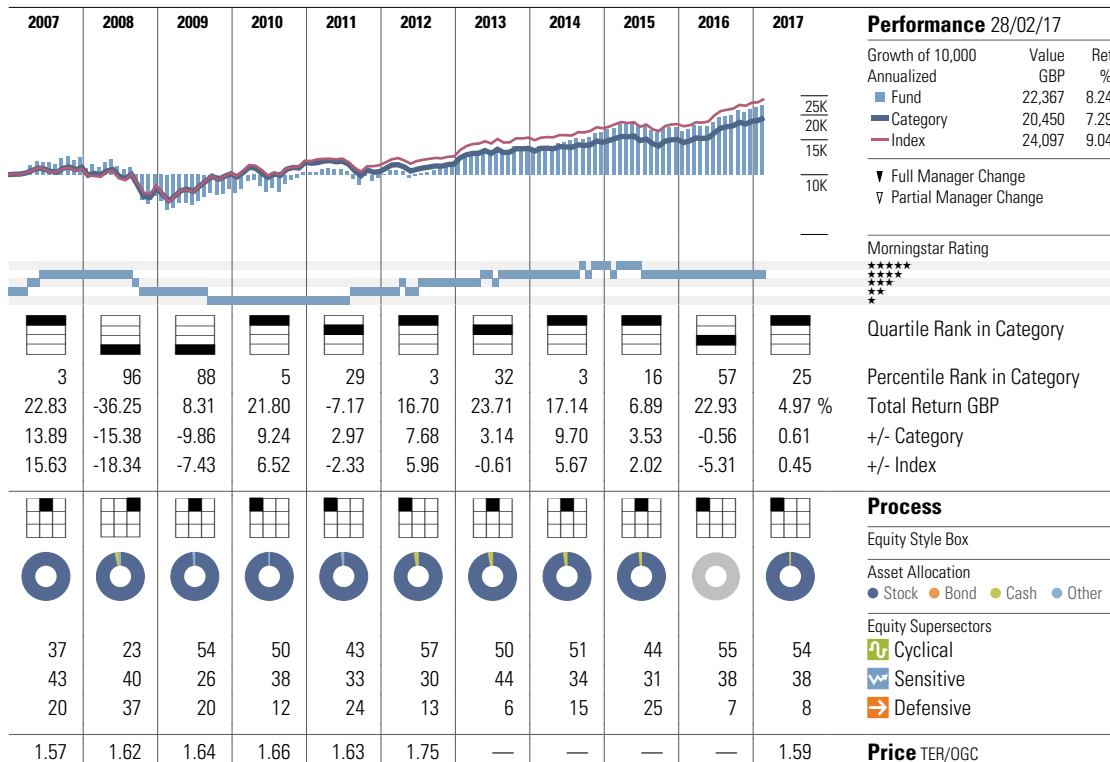 2007 2008 2009 2010 2011 2012 2013 2014 2015 2016 2017
Performance 28/02/17
Growth of 10,000 Value Ret
Annualized GBP %
Fund 22,367 8.24
Category 20,450 7.29
Index 24,097 9.04
▼ Full Manager Change
▽ Partial Manager Change
25K
20K
15K
10K
Morningstar Rating
★★★★★
★★★★
★★★
★★
★
Quartile Rank in Category
3 96 88 5 29 3 32 3 16 57 25 Percentile Rank in Category
22.83 -36.25 8.31 21.80 -7.17 16.70 23.71 17.14 6.89 22.93 4.97 % Total Return GBP
13.89 -15.38 -9.86 9.24 2.97 7.68 3.14 9.70 3.53 -0.56 0.61 +/- Category
15.63 -18.34 -7.43 6.52 -2.33 5.96 -0.61 5.67 2.02 -5.31 0.45 +/- Index
Process
Equity Style Box
Asset Allocation
Stock Bond Cash Other
Equity Supersectors
37 23 54 50 43 57 50 51 44 55 54 Cyclical
43 40 26 38 33 30 44 34 31 38 38 Sensitive
20 37 20 12 24 13 6 15 25 7 8 Defensive
1.57 1.62 1.64 1.66 1.63 1.75 — — — — 1.59 Price TER/OGC